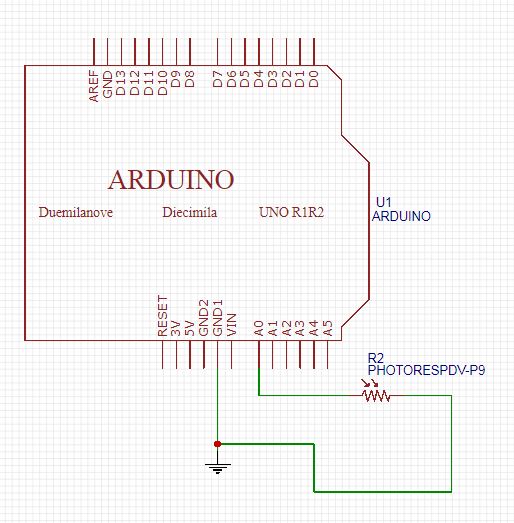 AREF GND D13 D12 D11 D10 D9 D8 D7 D6 D5 D4 D3 D2 D1 D0
ARDUINO
Duemilanove Diecimila UNO R1R2
U1
ARDUINO
RESET 3V 5V GND2 GND1 VIN A0 A1 A2 A3 A4 A5
R2
PHOTORESPDV-P9